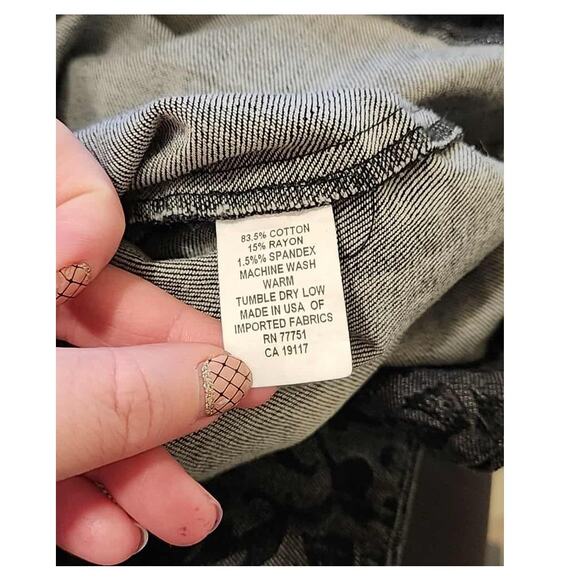 83.5% COTTON
15% RAYON
1.5%% SPANDEX
MACHINE WASH
WARM
TUMBLE DRY LOW
MADE IN USA OF
IMPORTED FABRICS
RN 77751
CA 19117